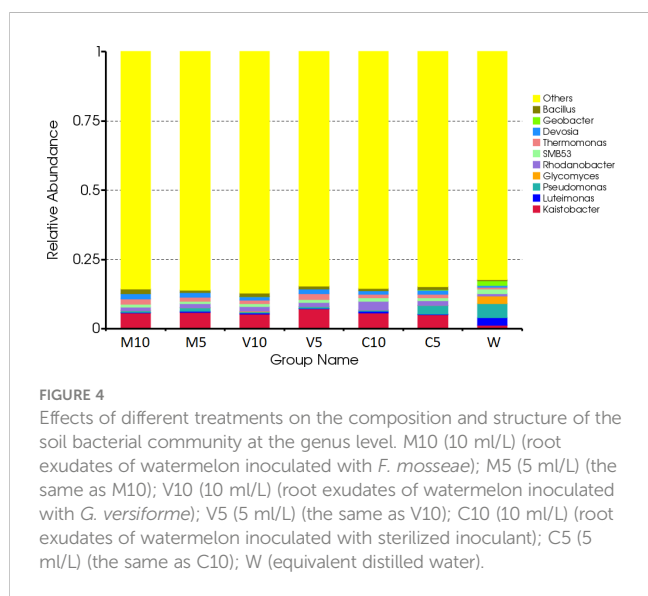 1
0.75
0.5
0.25
0
Relative Abundance
M10 M5 V10 V5 C10 C5 W
Group Name
Others
Bacillus
Geobacter
Devosia
Thermomonas
SMB53
Rhodanobacter
Glycomyces
Pseudomonas
Luteimonas
Kaistobacter
FIGURE 4
Effects of different treatments on the composition and structure of the
soil bacterial community at the genus level. M10 (10 ml/L) (root
exudates of watermelon inoculated with F. mosseae); M5 (5 ml/L) (the
same as M10); V10 (10 ml/L) (root exudates of watermelon inoculated
with G. versiforme); V5 (5 ml/L) (the same as V10); C10 (10 ml/L) (root
exudates of watermelon inoculated with sterilized inoculant); C5 (5
ml/L) (the same as C10); W (equivalent distilled water).